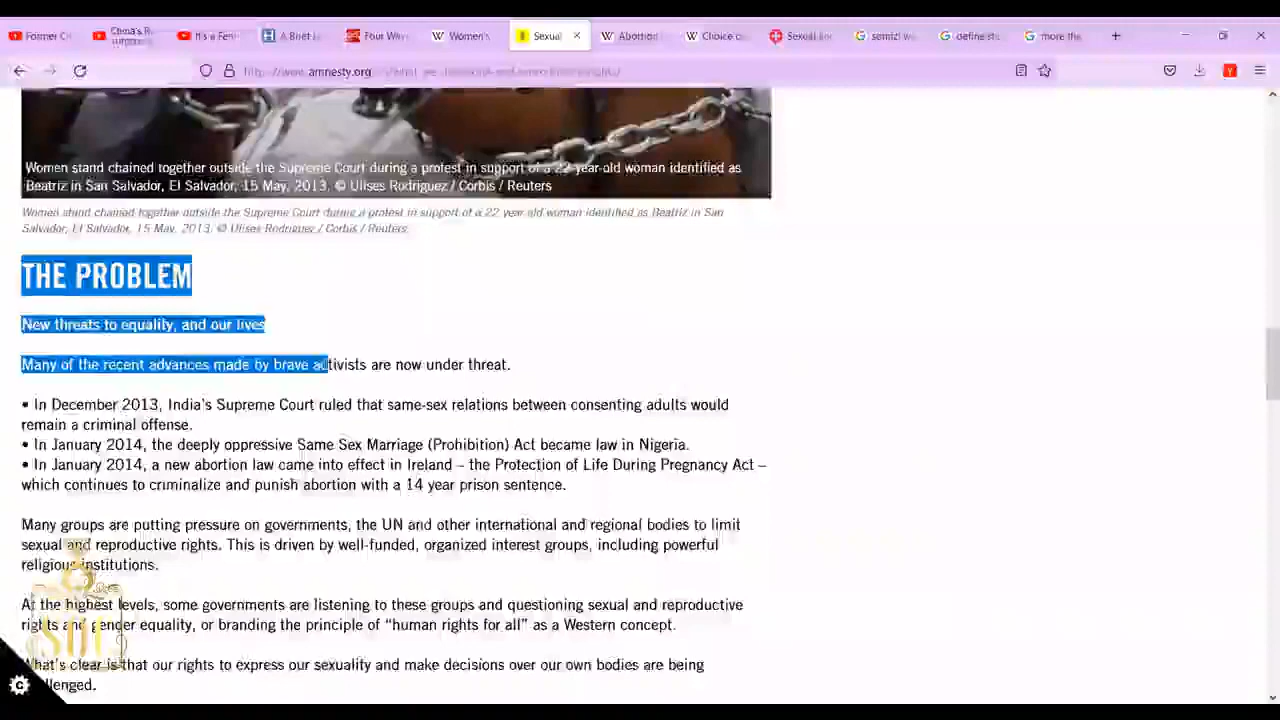 Former C
China's R
It's a Fem
A Brief
Four Wav
Women's
Sexual
Abortion
Choice o
Sexual an
semizi w
define st
more tha
amnesty.org
Women stand chained together outside the Supreme Court during a protest in support of a 22-year-old woman identified as
Beatriz in San Salvador, El Salvador, 15 May, 2013. © Ulises Rodriguez / Corbis / Reuters
Women stand chained together outside the Supreme Court during a protest in support of a 22 year old woman identified as Beatriz in San
Salvador, El Salvador, 15 May, 2013. © Ulises Rodriguez / Corbis / Reuters.
THE PROBLEM
New threats to equality, and our lives
Many of the recent advances made by brave activists are now under threat.
• In December 2013, India's Supreme Court ruled that same-sex relations between consenting adults would
remain a criminal offense.
• In January 2014, the deeply oppressive Same Sex Marriage (Prohibition) Act became law in Nigeria.
• In January 2014, a new abortion law came into effect in Ireland – the Protection of Life During Pregnancy Act –
which continues to criminalize and punish abortion with a 14 year prison sentence.
Many groups are putting pressure on governments, the UN and other international and regional bodies to limit
sexual and reproductive rights. This is driven by well-funded, organized interest groups, including powerful
religious institutions.
At the highest levels, some governments are listening to these groups and questioning sexual and reproductive
rights and gender equality, or branding the principle of “human rights for all” as a Western concept.
What's clear is that our rights to express our sexuality and make decisions over our own bodies are being
llenged.